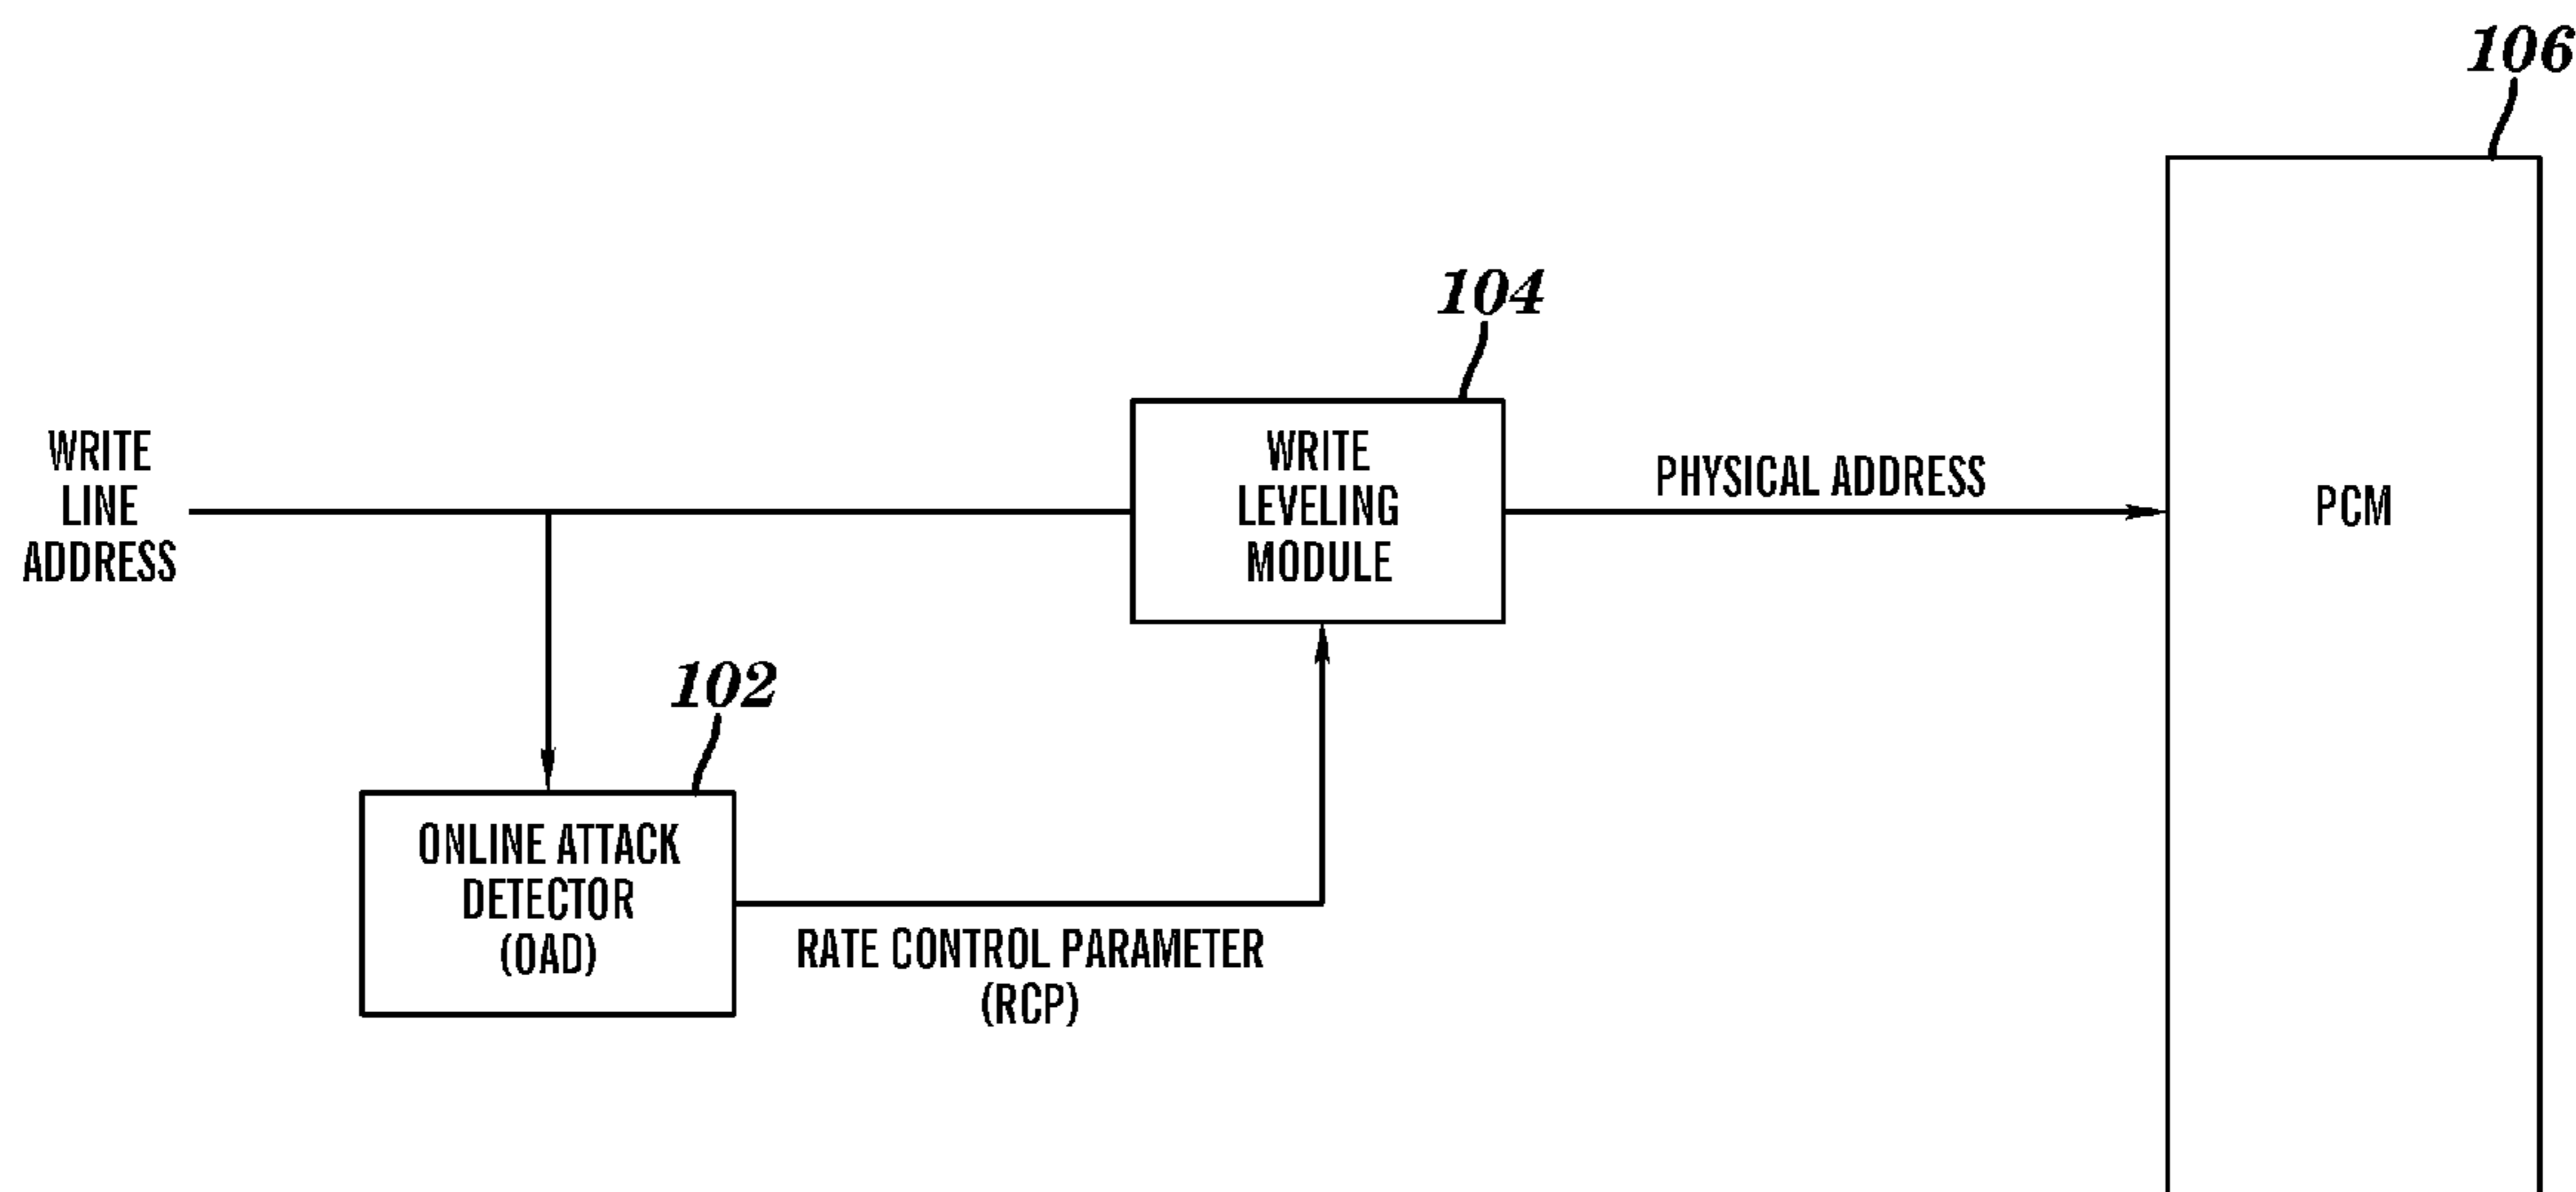 106
104
WRITE
LINE
ADDRESS
WRITE
LEVELING
MODULE
PHYSICAL ADDRESS
PCM
102
ONLINE ATTACK
DETECTOR
(OAD)
RATE CONTROL PARAMETER
(RCP)